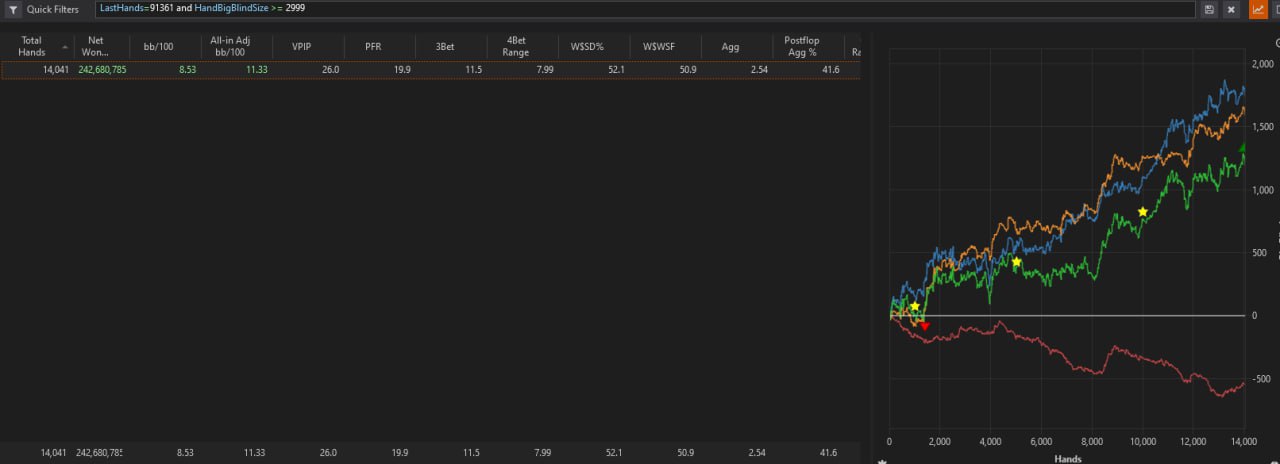 Quick Filters LastHands=91361 and HandBigBlindSize >= 2999
Total Hands Net Won... bb/100 All-in Adj bb/100 VPIP PFR 3Bet 4Bet Range W$SD% W$WSF Agg Postflop Agg %
14,041 242,680,785 8.53 11.33 26.0 19.9 11.5 7.99 52.1 50.9 2.54 41.6
2,000
1,500
1,000
500
0
-500
0 2,000 4,000 6,000 8,000 10,000 12,000 14,000
Hands
14,041 242,680,785 8.53 11.33 26.0 19.9 11.5 7.99 52.1 50.9 2.54 41.6